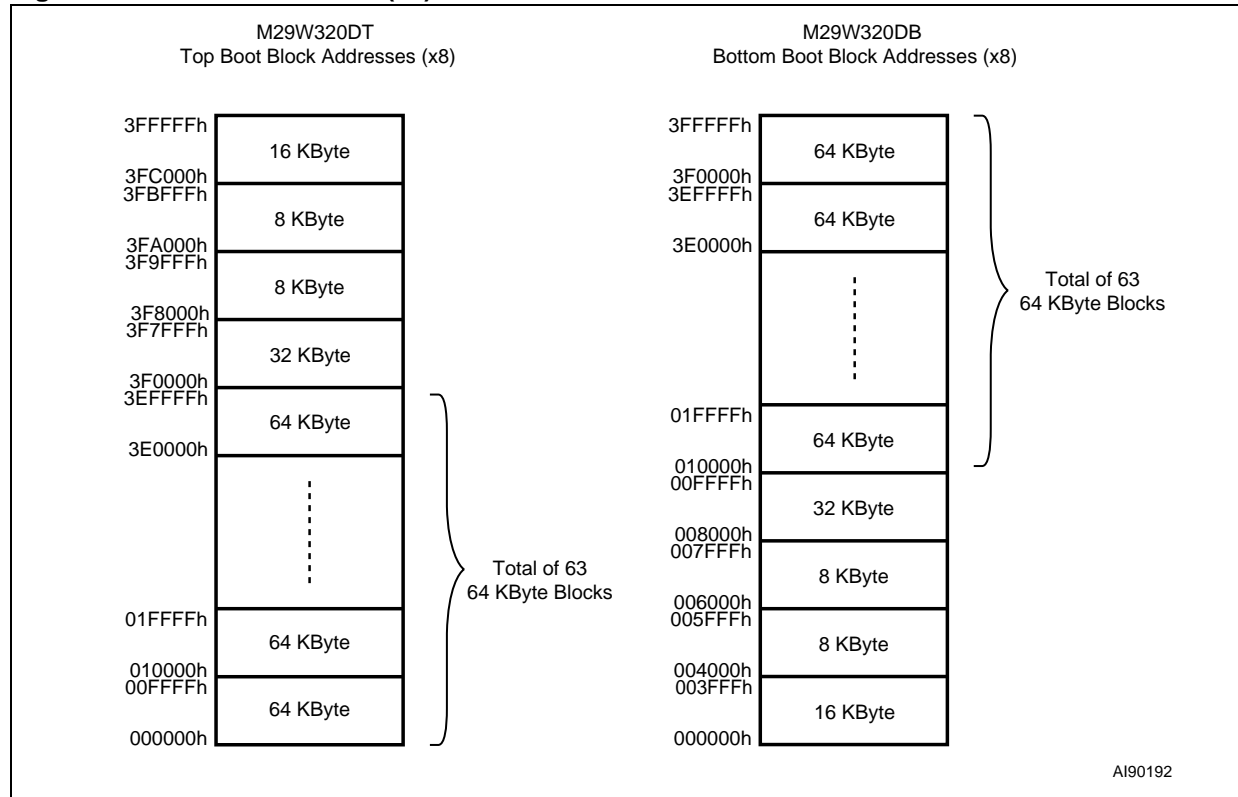 M29W320DT
Top Boot Block Addresses (x8)
3FFFFFh
16 KByte
3FC000h
3FBFFFh
8 KByte
3FA000h
3F9FFFh
8 KByte
3F8000h
3F7FFFh
32 KByte
3F0000h
3EFFFFh
64 KByte
3E0000h
Total of 63
64 KByte Blocks
01FFFFh
64 KByte
010000h
00FFFFh
64 KByte
000000h
M29W320DB
Bottom Boot Block Addresses (x8)
3FFFFFh
64 KByte
3F0000h
3EFFFFh
64 KByte
3E0000h
Total of 63
64 KByte Blocks
01FFFFh
64 KByte
010000h
00FFFFh
32 KByte
008000h
007FFFh
8 KByte
006000h
005FFFh
8 KByte
004000h
003FFFh
16 KByte
000000h
AI90192